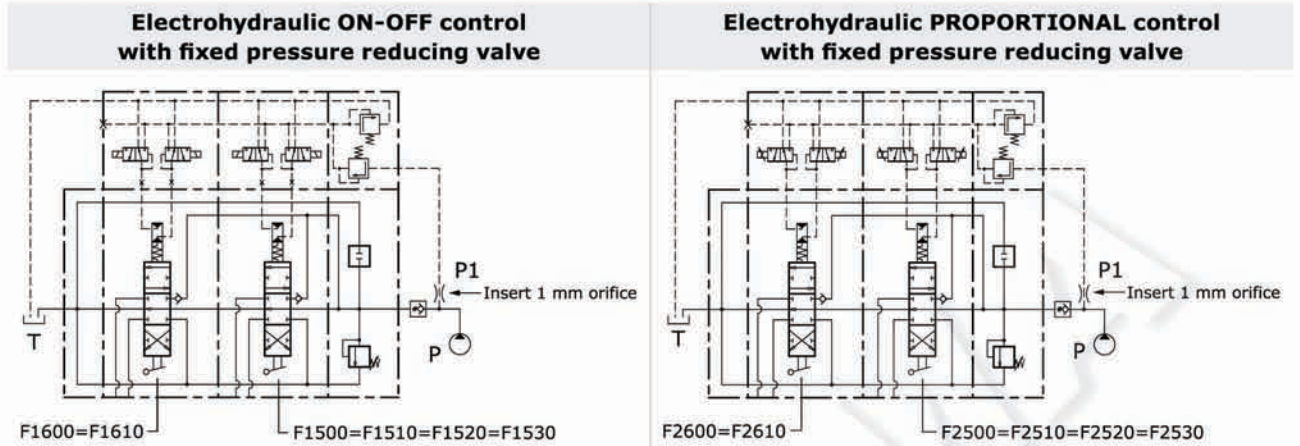 Electrohydraulic ON-OFF control
with fixed pressure reducing valve
P1
Insert 1 mm orifice
T
P
F1600=F1610
F1500=F1510=F1520=F1530
Electrohydraulic PROPORTIONAL control
with fixed pressure reducing valve
P1
Insert 1 mm orifice
T
P
F2600=F2610
F2500=F2510=F2520=F2530